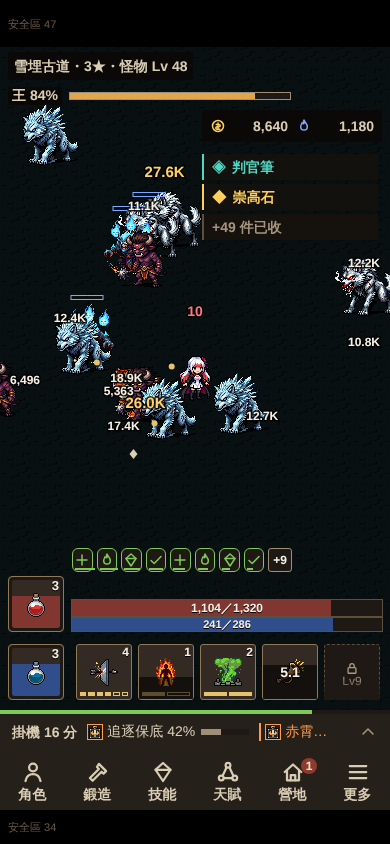 安全區 47
雪埋古道・3★・怪物 Lv 48
王 84%
8,640
1,180
判官筆
崇高石
+49 件已收
27.6K
11.1K
12.2K
10
12.4K
10.8K
6,496
18.9K
5,363
26.0K
12.7K
17.4K
+9
3
1,104／1,320
241／286
3
4
1
2
5.1
Lv9
掛機 16 分
追逐保底 42%
赤霄…
角色
鍛造
技能
天賦
1
營地
更多
安全區 34